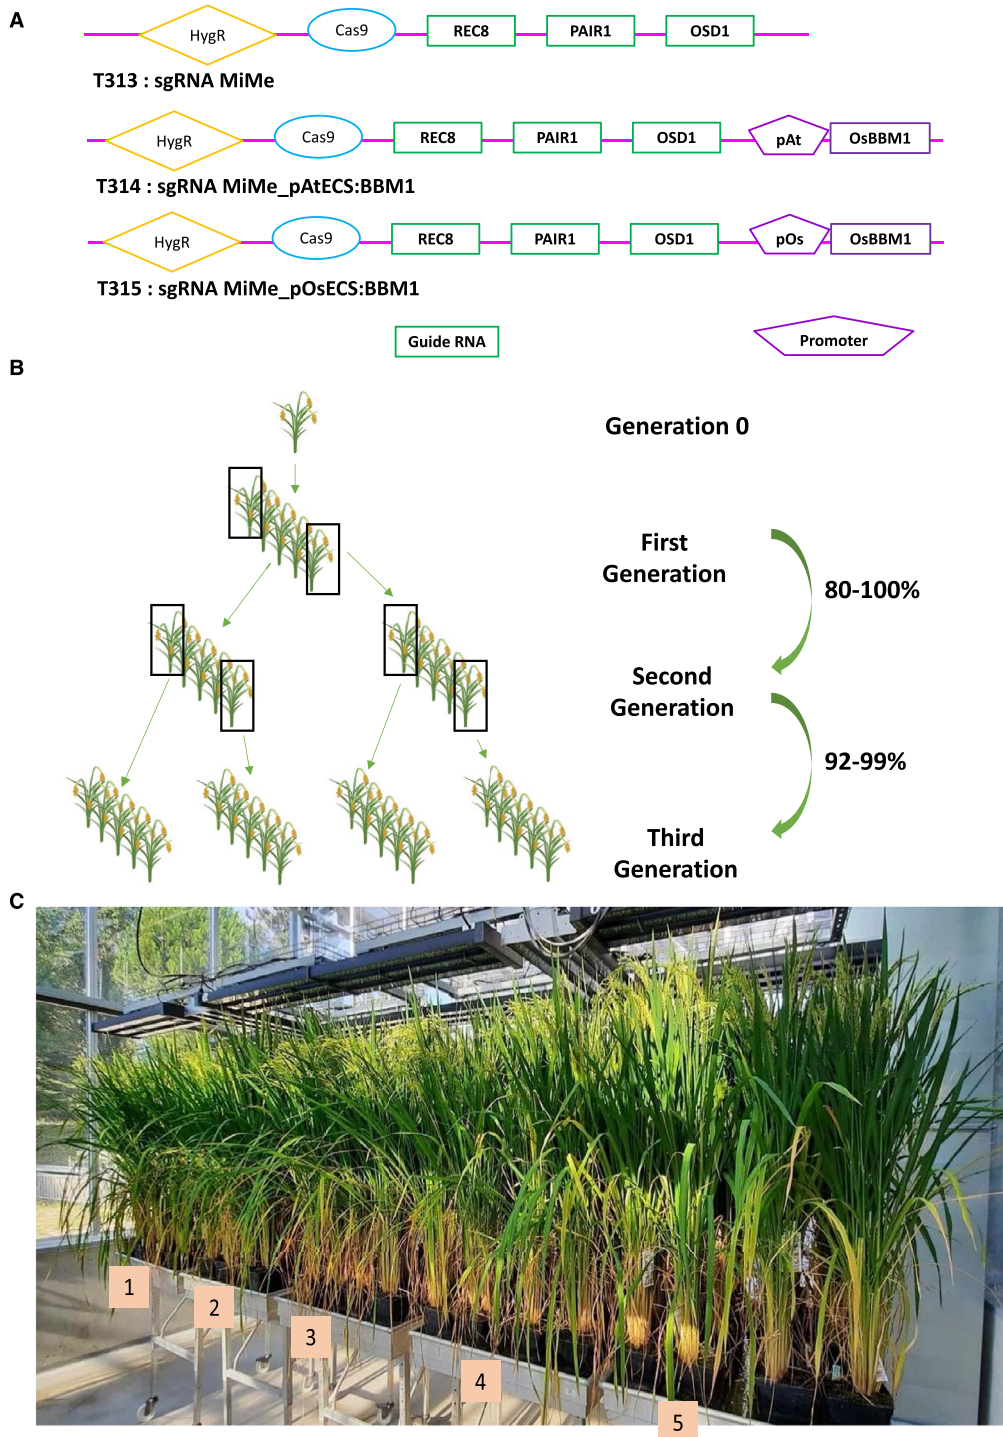 A
HygR Cas9 REC8 PAIR1 OSD1
T313 : sgRNA MiMe
HygR Cas9 REC8 PAIR1 OSD1 pAt OsBBM1
T314 : sgRNA MiMe_pAtECS:BBM1
HygR Cas9 REC8 PAIR1 OSD1 pOs OsBBM1
T315 : sgRNA MiMe_pOsECS:BBM1
Guide RNA Promoter
B
Generation 0
First
Generation
80-100%
Second
Generation
92-99%
Third
Generation
C
1
2
3
4
5